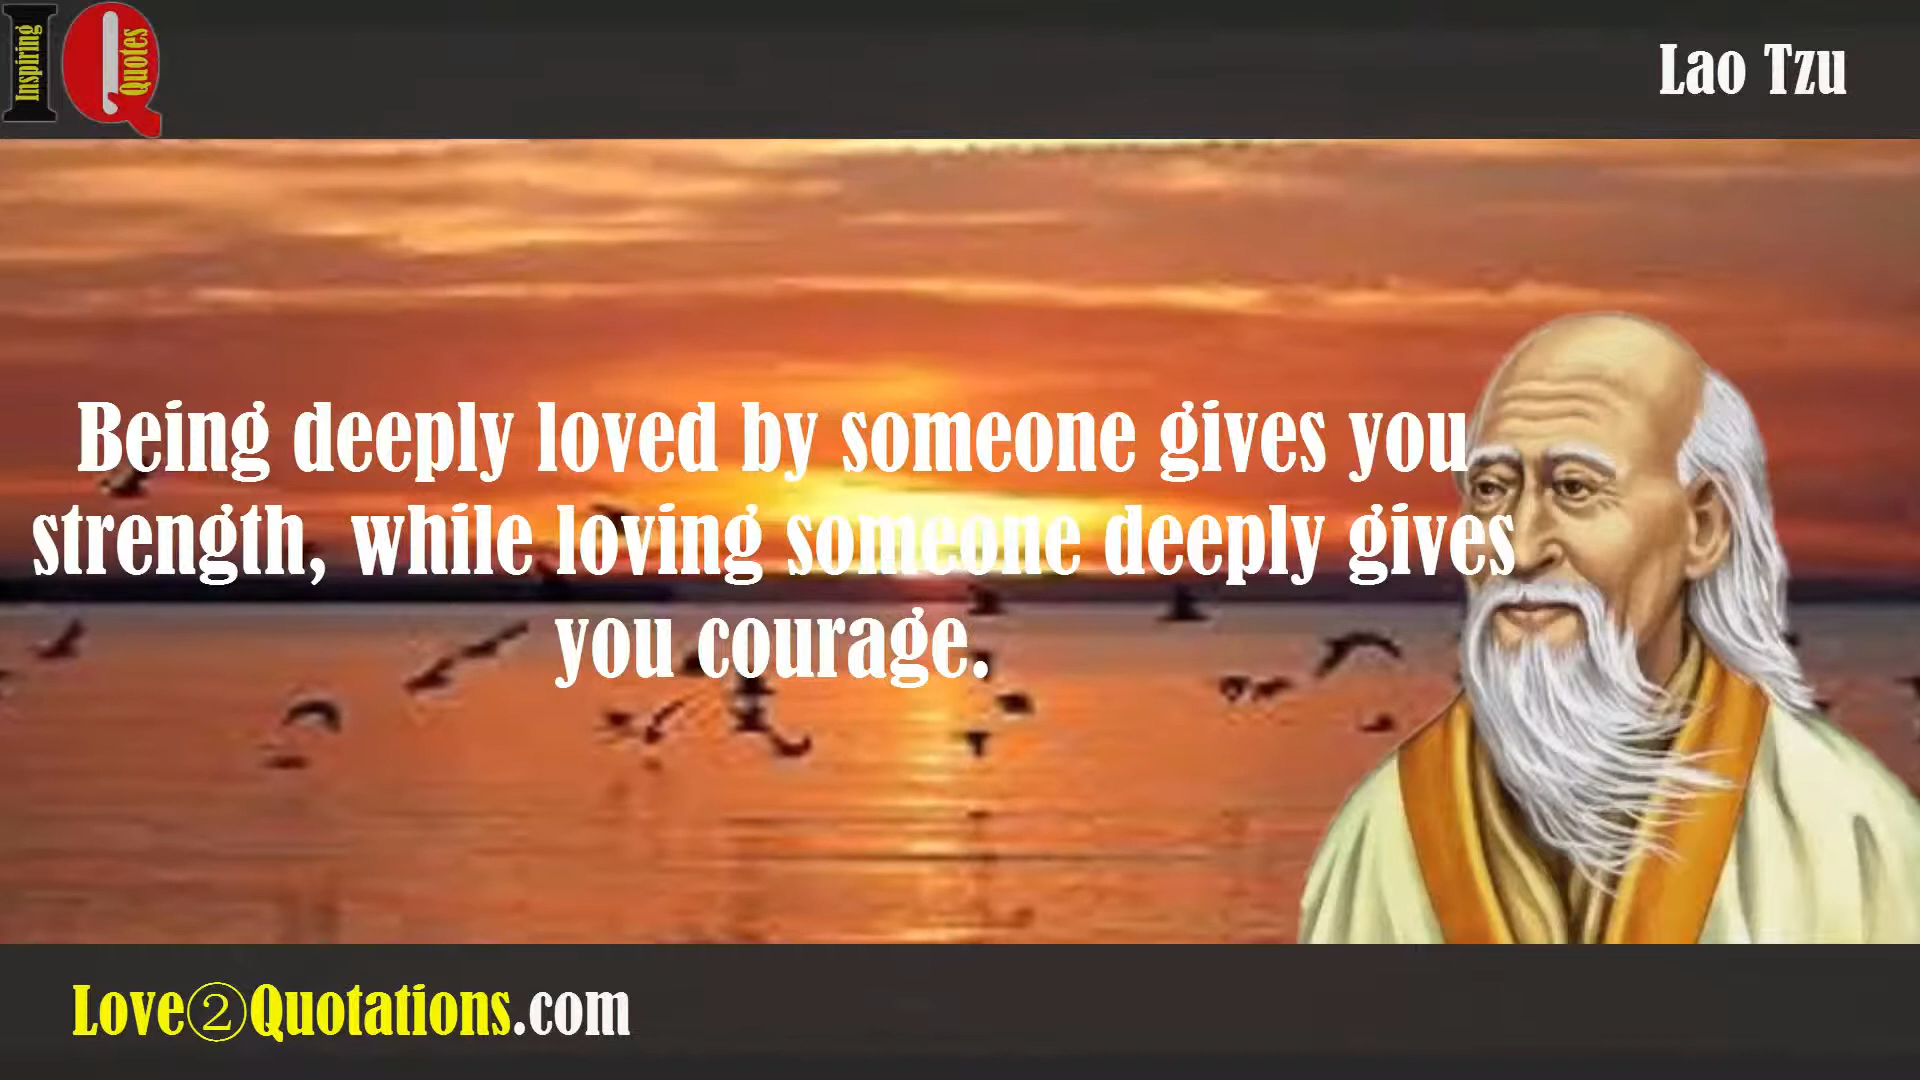 Inspiring
Quotes
Lao Tzu
Being deeply loved by someone gives you
strength, while loving someone deeply gives
you courage.
Love②Quotations.com